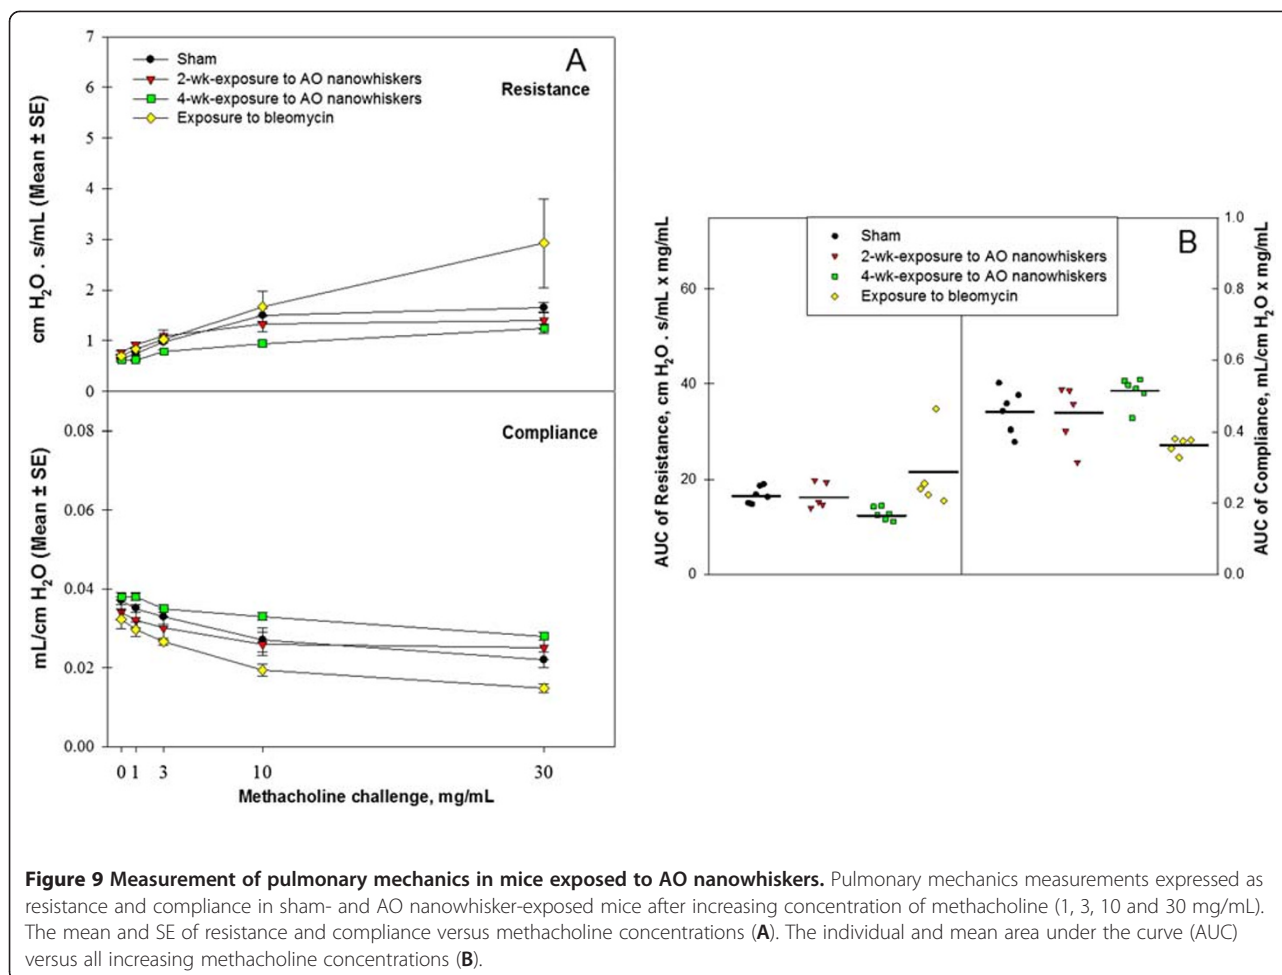 7
6
5
4
3
2
1
0
cm H₂O . s/mL (Mean ± SE)
Sham
2-wk-exposure to AO nanowhiskers
4-wk-exposure to AO nanowhiskers
Exposure to bleomycin
A
Resistance
0.08
0.06
0.04
0.02
0.00
mL/cm H₂O (Mean ± SE)
Compliance
0 1 3 10 30
Methacholine challenge, mg/mL
60
40
20
0
AUC of Resistance, cm H₂O . s/mL x mg/mL
Sham
2-wk-exposure to AO nanowhiskers
4-wk-exposure to AO nanowhiskers
Exposure to bleomycin
B
1.0
0.8
0.6
0.4
0.2
0.0
AUC of Compliance, mL/cm H₂O x mg/mL
Figure 9 Measurement of pulmonary mechanics in mice exposed to AO nanowhiskers. Pulmonary mechanics measurements expressed as
resistance and compliance in sham- and AO nanowhisker-exposed mice after increasing concentration of methacholine (1, 3, 10 and 30 mg/mL).
The mean and SE of resistance and compliance versus methacholine concentrations (A). The individual and mean area under the curve (AUC)
versus all increasing methacholine concentrations (B).